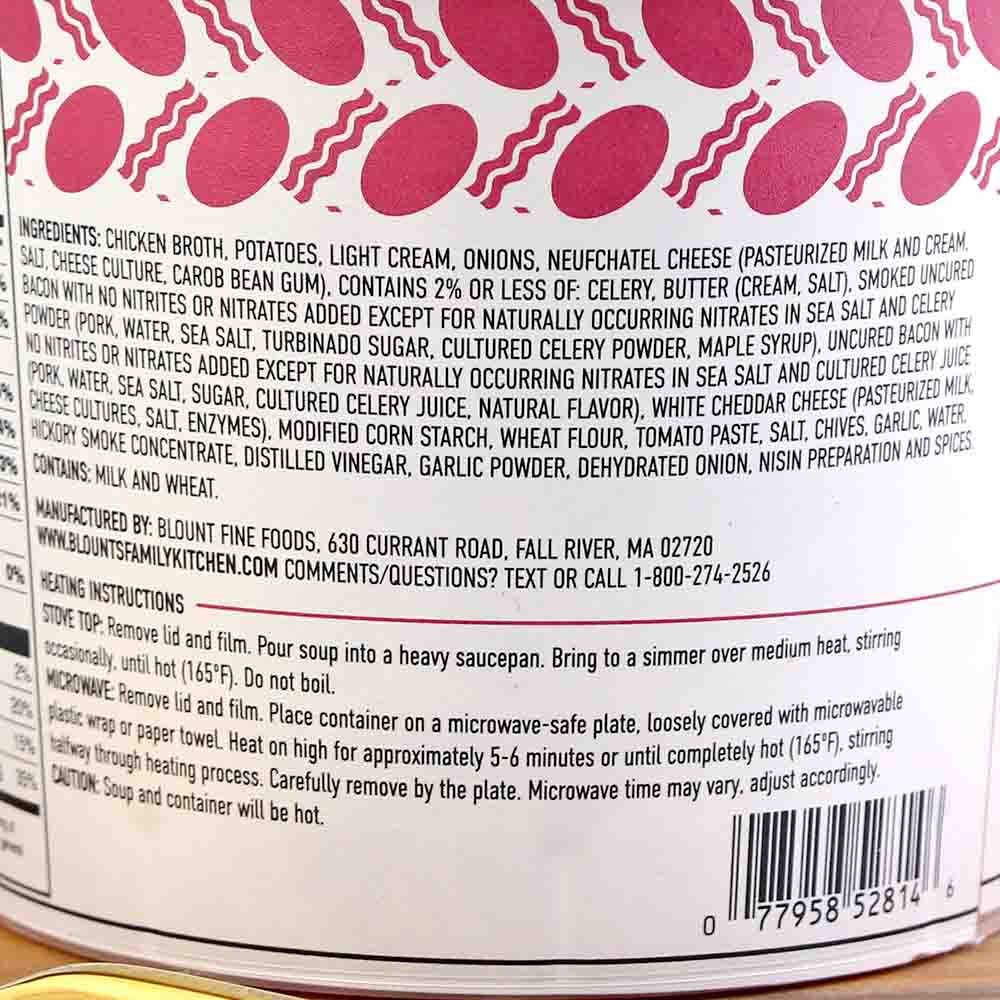 INGREDIENTS: CHICKEN BROTH, POTATOES, LIGHT CREAM, ONIONS, NEUFCHATEL CHEESE (PASTEURIZED MILK AND CREAM,
SALT, CHEESE CULTURE, CAROB BEAN GUM), CONTAINS 2% OR LESS OF: CELERY, BUTTER (CREAM, SALT), SMOKED UNCURED
BACON WITH NO NITRITES OR NITRATES ADDED EXCEPT FOR NATURALLY OCCURRING NITRATES IN SEA SALT AND CELERY
POWDER (PORK, WATER, SEA SALT, TURBINADO SUGAR, CULTURED CELERY POWDER, MAPLE SYRUP), UNCURED BACON WITH
NO NITRITES OR NITRATES ADDED EXCEPT FOR NATURALLY OCCURRING NITRATES IN SEA SALT AND CULTURED CELERY JUICE
(PORK, WATER, SEA SALT, SUGAR, CULTURED CELERY JUICE, NATURAL FLAVOR), WHITE CHEDDAR CHEESE (PASTEURIZED MILK,
CHEESE CULTURES, SALT, ENZYMES), MODIFIED CORN STARCH, WHEAT FLOUR, TOMATO PASTE, SALT, CHIVES, GARLIC, WATER,
HICKORY SMOKE CONCENTRATE, DISTILLED VINEGAR, GARLIC POWDER, DEHYDRATED ONION, NISIN PREPARATION AND SPICES.
CONTAINS: MILK AND WHEAT.
MANUFACTURED BY: BLOUNT FINE FOODS, 630 CURRANT ROAD, FALL RIVER, MA 02720
WWW.BLOUNTSFAMILYKITCHEN.COM COMMENTS/QUESTIONS? TEXT OR CALL 1-800-274-2526
HEATING INSTRUCTIONS
STOVE TOP: Remove lid and film. Pour soup into a heavy saucepan. Bring to a simmer over medium heat, stirring
occasionally, until hot (165°F). Do not boil.
MICROWAVE: Remove lid and film. Place container on a microwave-safe plate, loosely covered with microwavable
plastic wrap or paper towel. Heat on high for approximately 5-6 minutes or until completely hot (165°F), stirring
halfway through heating process. Carefully remove by the plate. Microwave time may vary, adjust accordingly.
CAUTION: Soup and container will be hot.
0 77958 52814 6
0%
2%
20%
15%